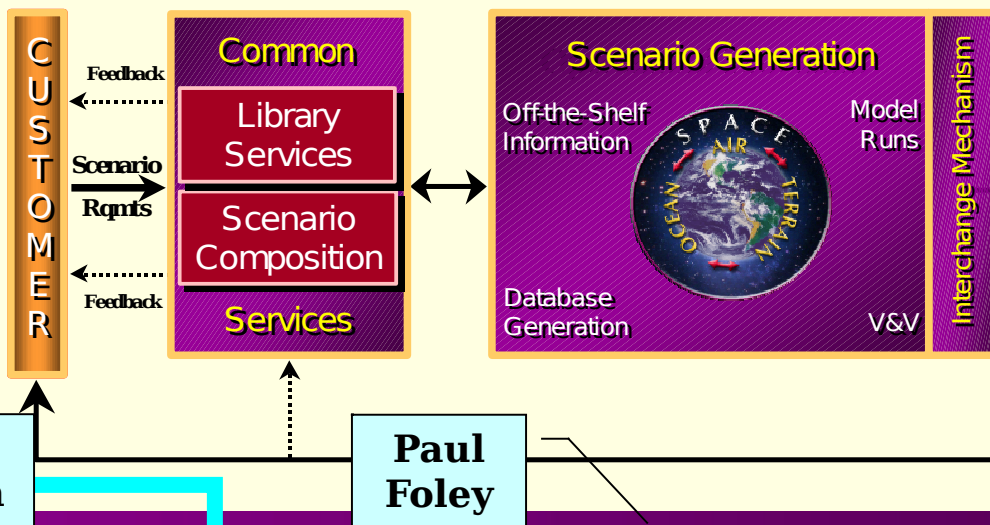 CUSTOMER
Feedback
Scenario
Rqmts
Feedback
Common
Library
Services
Scenario
Composition
Services
Scenario Generation
Off-the-Shelf
Information
Model
Runs
SPACE
AIR
OCEAN
TERRAIN
Database
Generation
V&V
Interchange Mechanism
Paul
Foley